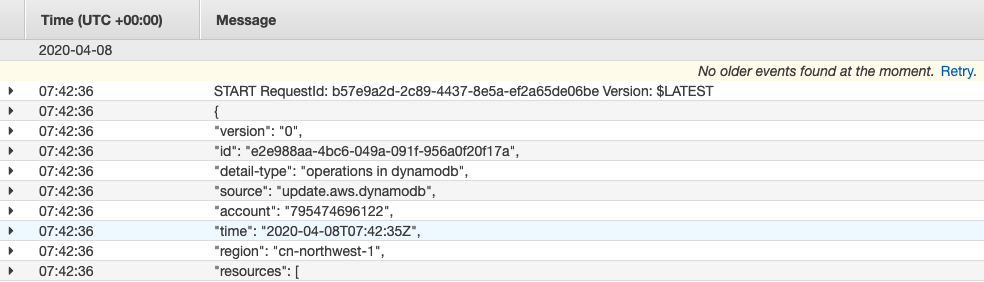 Time (UTC +00:00) Message
2020-04-08
No older events found at the moment. Retry.
07:42:36 START RequestId: b57e9a2d-2c89-4437-8e5a-ef2a65de06be Version: $LATEST
07:42:36 {
07:42:36 "version": "0",
07:42:36 "id": "e2e988aa-4bc6-049a-091f-956a0f20f17a",
07:42:36 "detail-type": "operations in dynamodb",
07:42:36 "source": "update.aws.dynamodb",
07:42:36 "account": "795474696122",
07:42:36 "time": "2020-04-08T07:42:35Z",
07:42:36 "region": "cn-northwest-1",
07:42:36 "resources": [